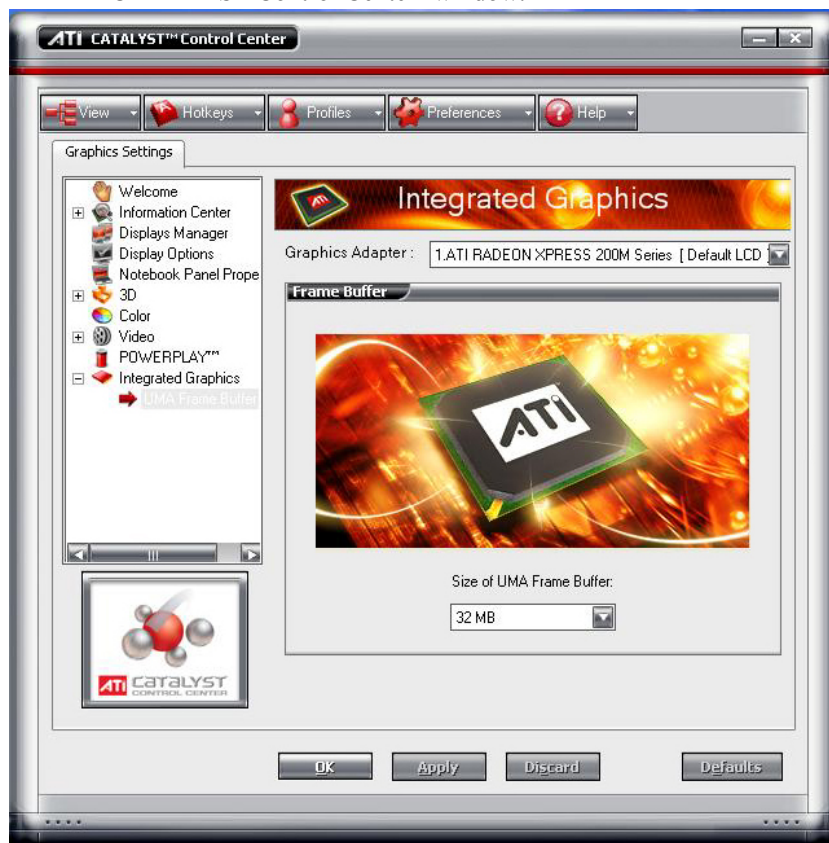 ATI CATALYST™ Control Center
View Hotkeys Profiles Preferences Help
Graphics Settings
Welcome
Information Center
Displays Manager
Display Options
Notebook Panel Prope
3D
Color
Video
POWERPLAY™
Integrated Graphics
UMA Frame Buffer
Integrated Graphics
Graphics Adapter :
1.ATI RADEON XPRESS 200M Series [ Default LCD ]
Frame Buffer
ATI
Size of UMA Frame Buffer:
32 MB
ATI CATALYST
CONTROL CENTER
OK Apply Discard Defaults